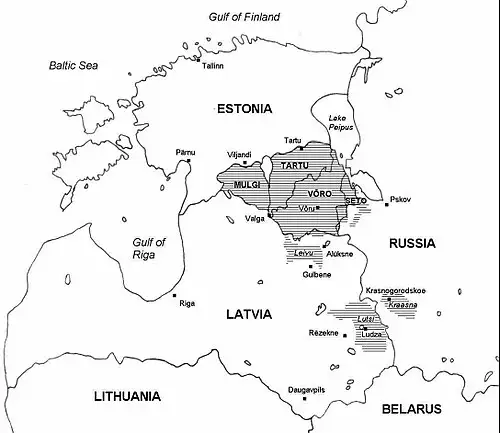 Gulf of Finland
Baltic Sea
Tallinn
ESTONIA
Lake
Peipus
Tartu
Pärnu
Viljandi
TARTU
MULGI
VÕRO
SETO
Pskov
Võru
Valga
Gulf of
Riga
RUSSIA
Leivu
Alūksne
Gulbene
Krasnogorodskoe
Kraasna
Riga
LATVIA
Lutsi
Rēzekne
Ludza
Daugavpils
LITHUANIA
BELARUS